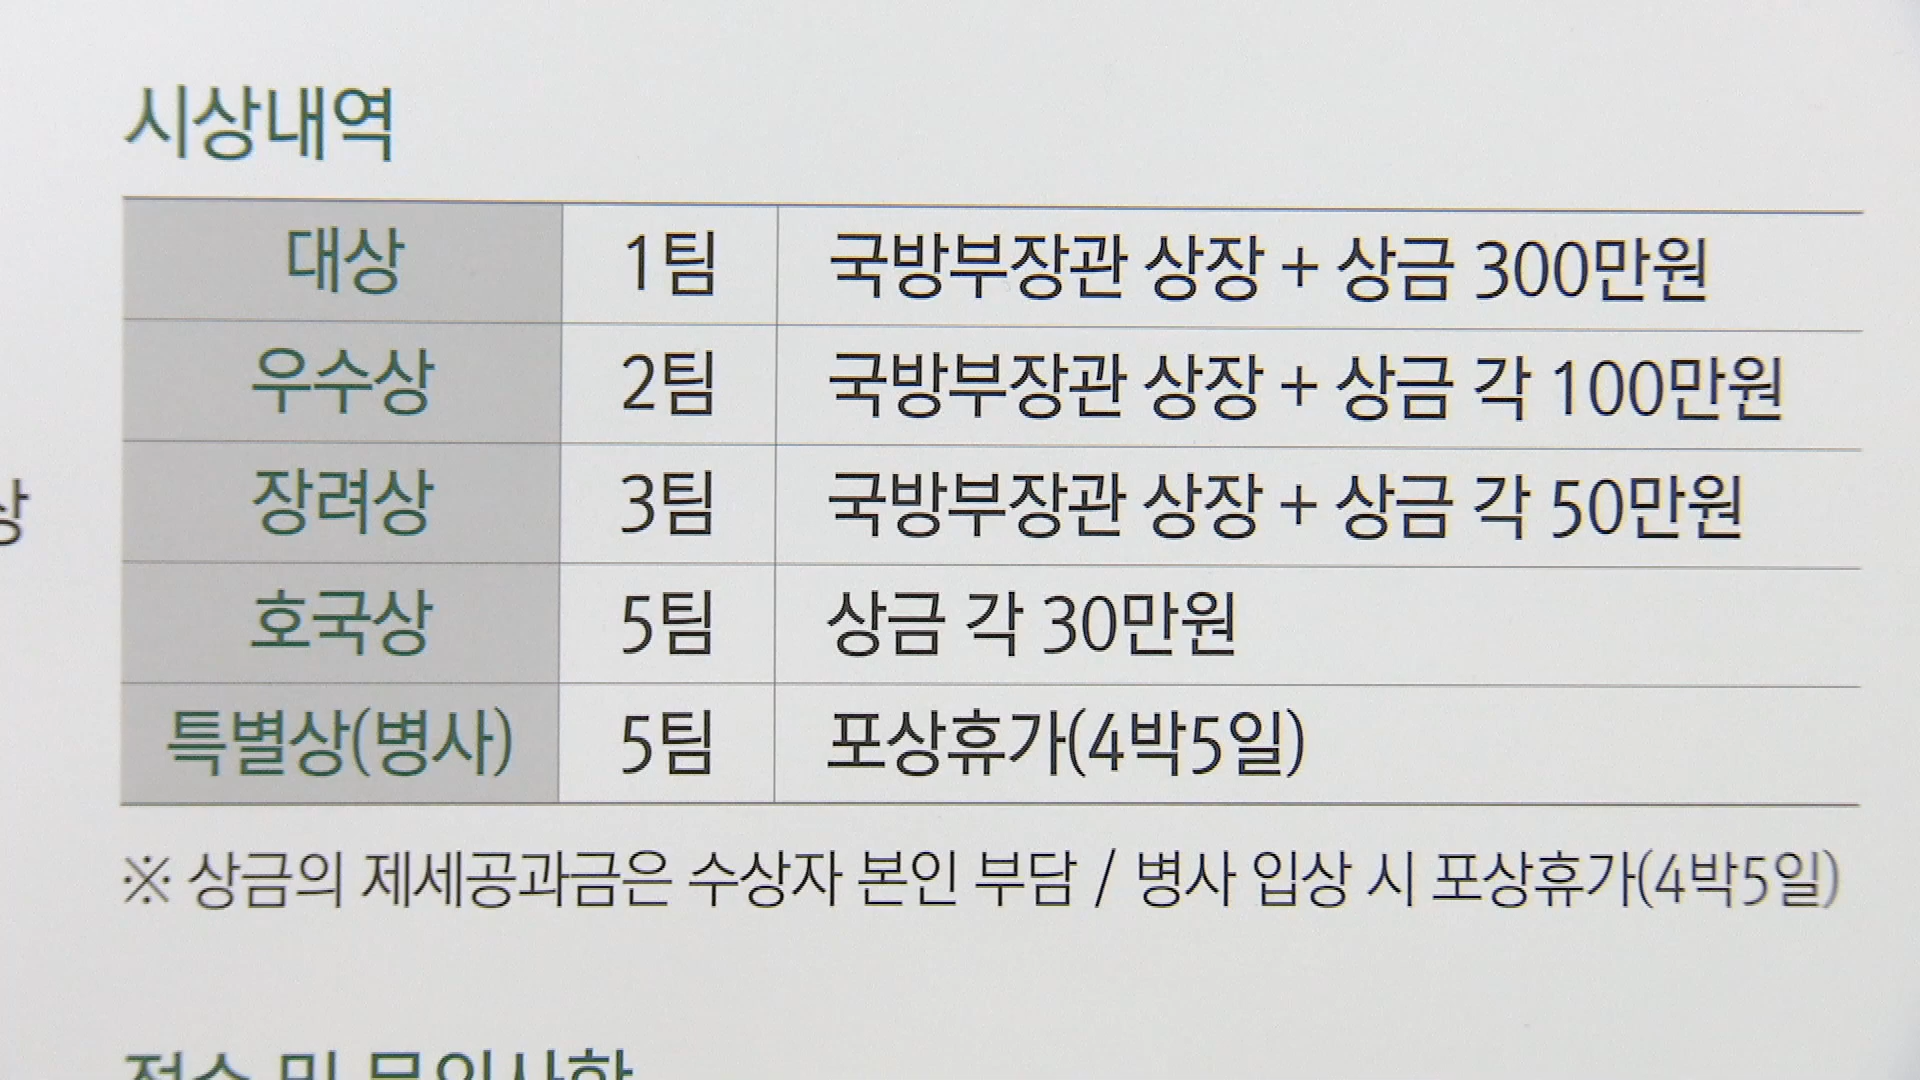 시상내역
대상 1팀 국방부장관 상장 + 상금 300만원
우수상 2팀 국방부장관 상장 + 상금 각 100만원
장려상 3팀 국방부장관 상장 + 상금 각 50만원
호국상 5팀 상금 각 30만원
특별상(병사) 5팀 포상휴가(4박5일)
※ 상금의 제세공과금은 수상자 본인 부담 / 병사 입상 시 포상휴가(4박5일)